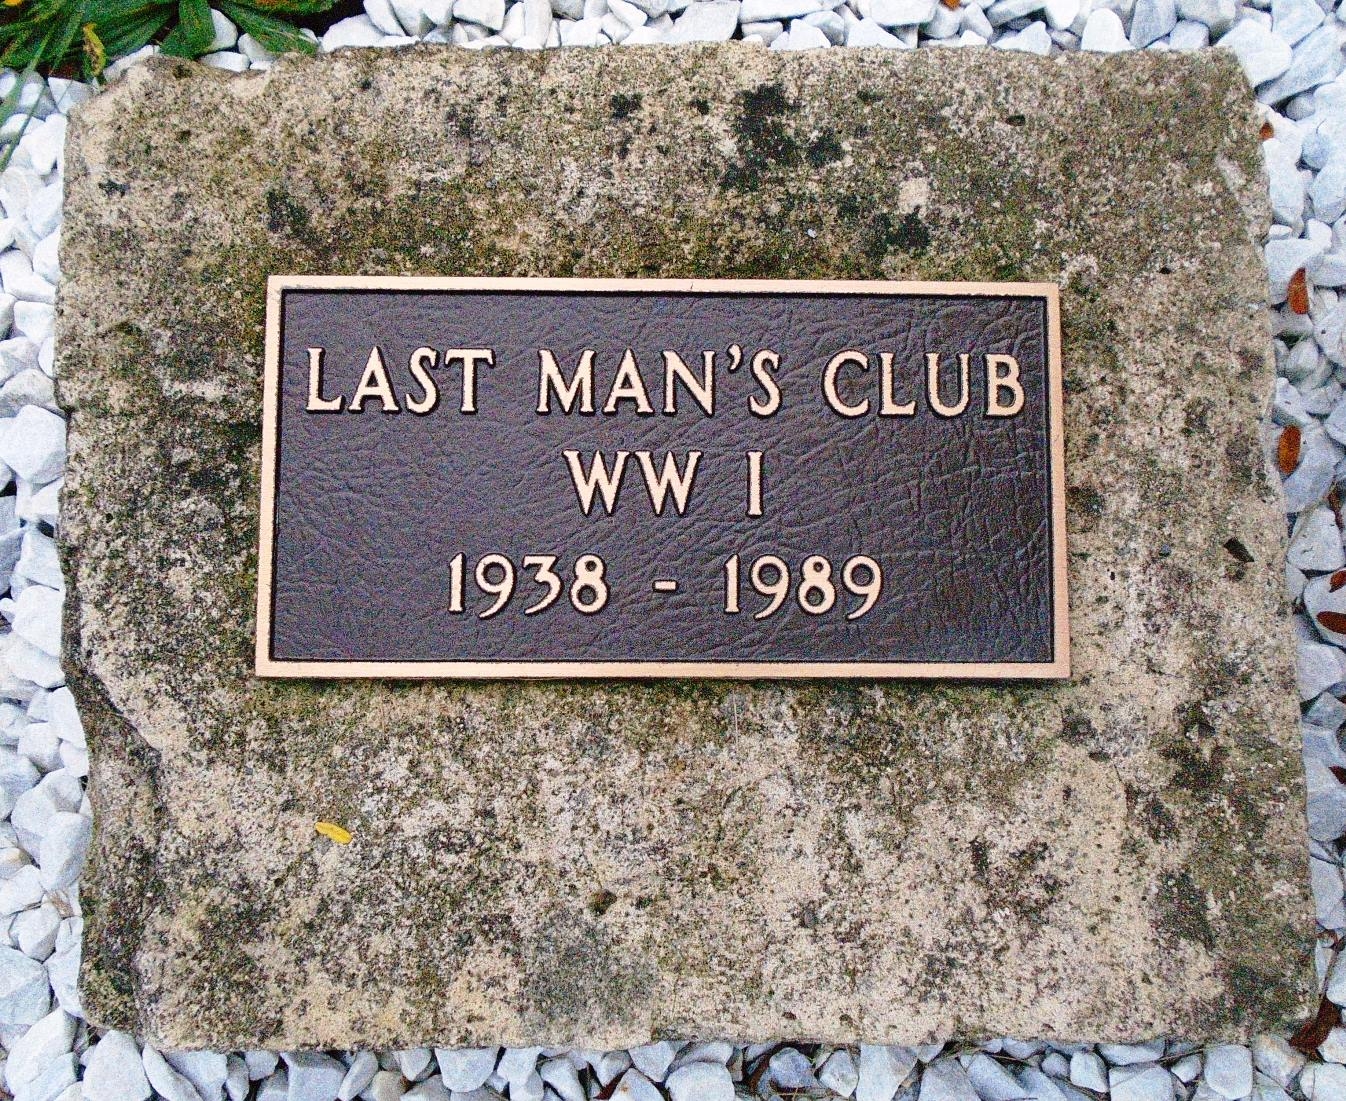 LAST MAN'S CLUB
WW I
1938 - 1989